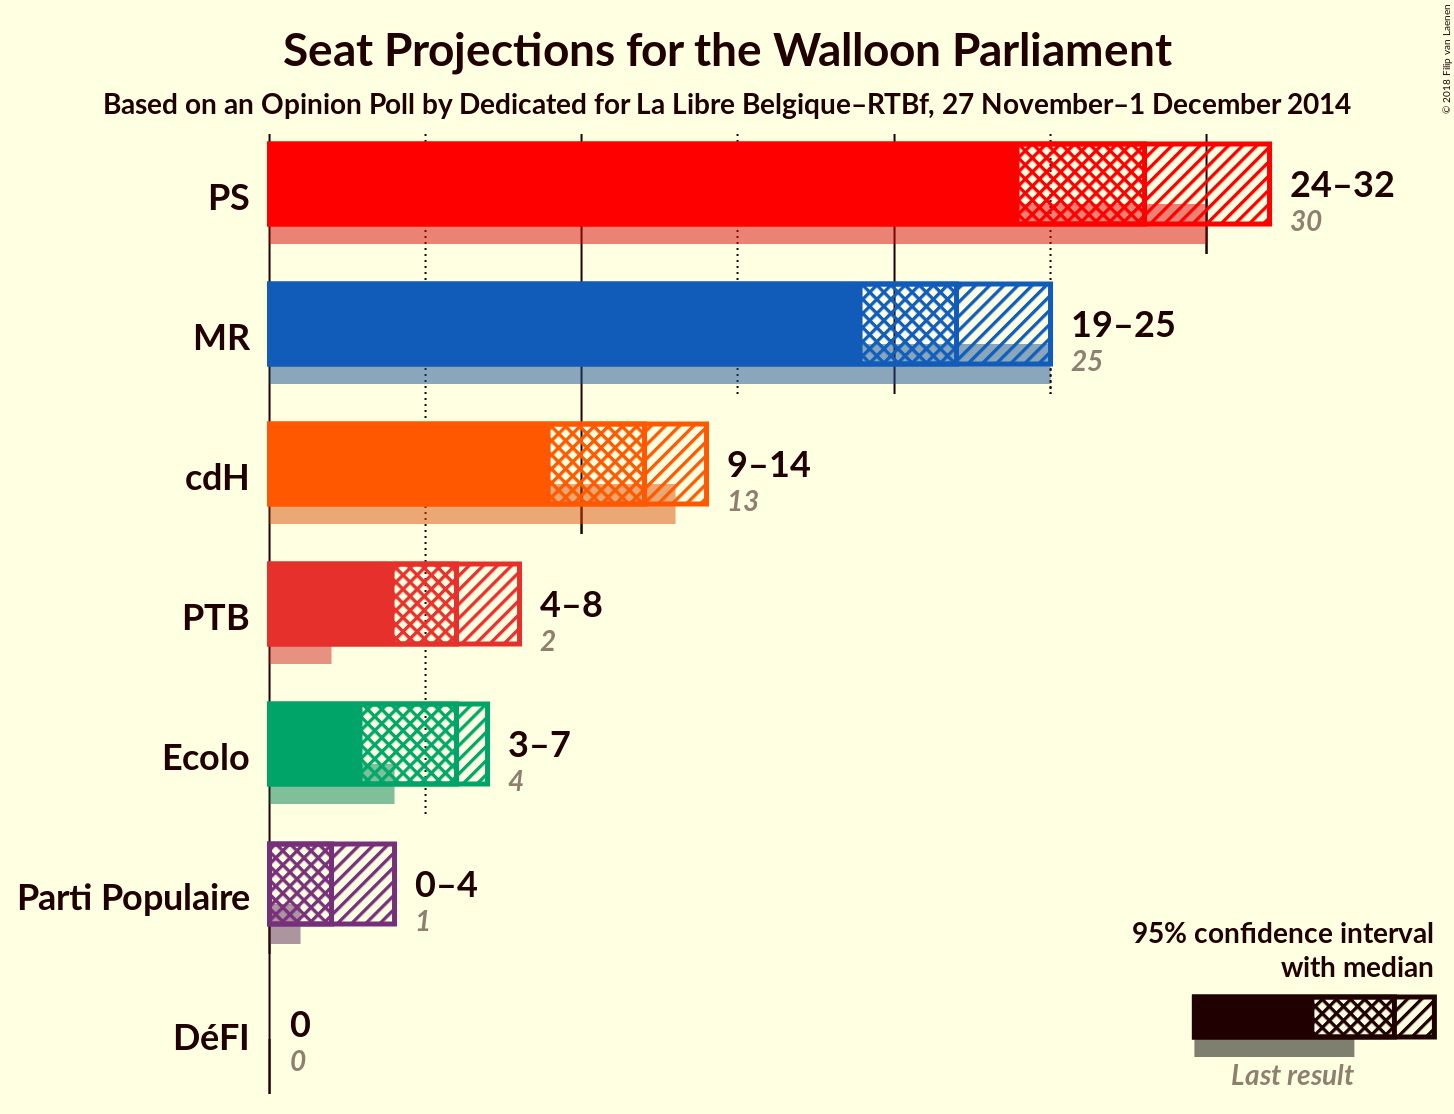 Seat Projections for the Walloon Parliament
Based on an Opinion Poll by Dedicated for La Libre Belgique–RTBf, 27 November–1 December 2014
© 2018 Filip van Laenen
PS
24–32
30
MR
19–25
25
cdH
9–14
13
PTB
4–8
2
Ecolo
3–7
4
Parti Populaire
0–4
1
DéFI
0
0
95% confidence interval
with median
Last result